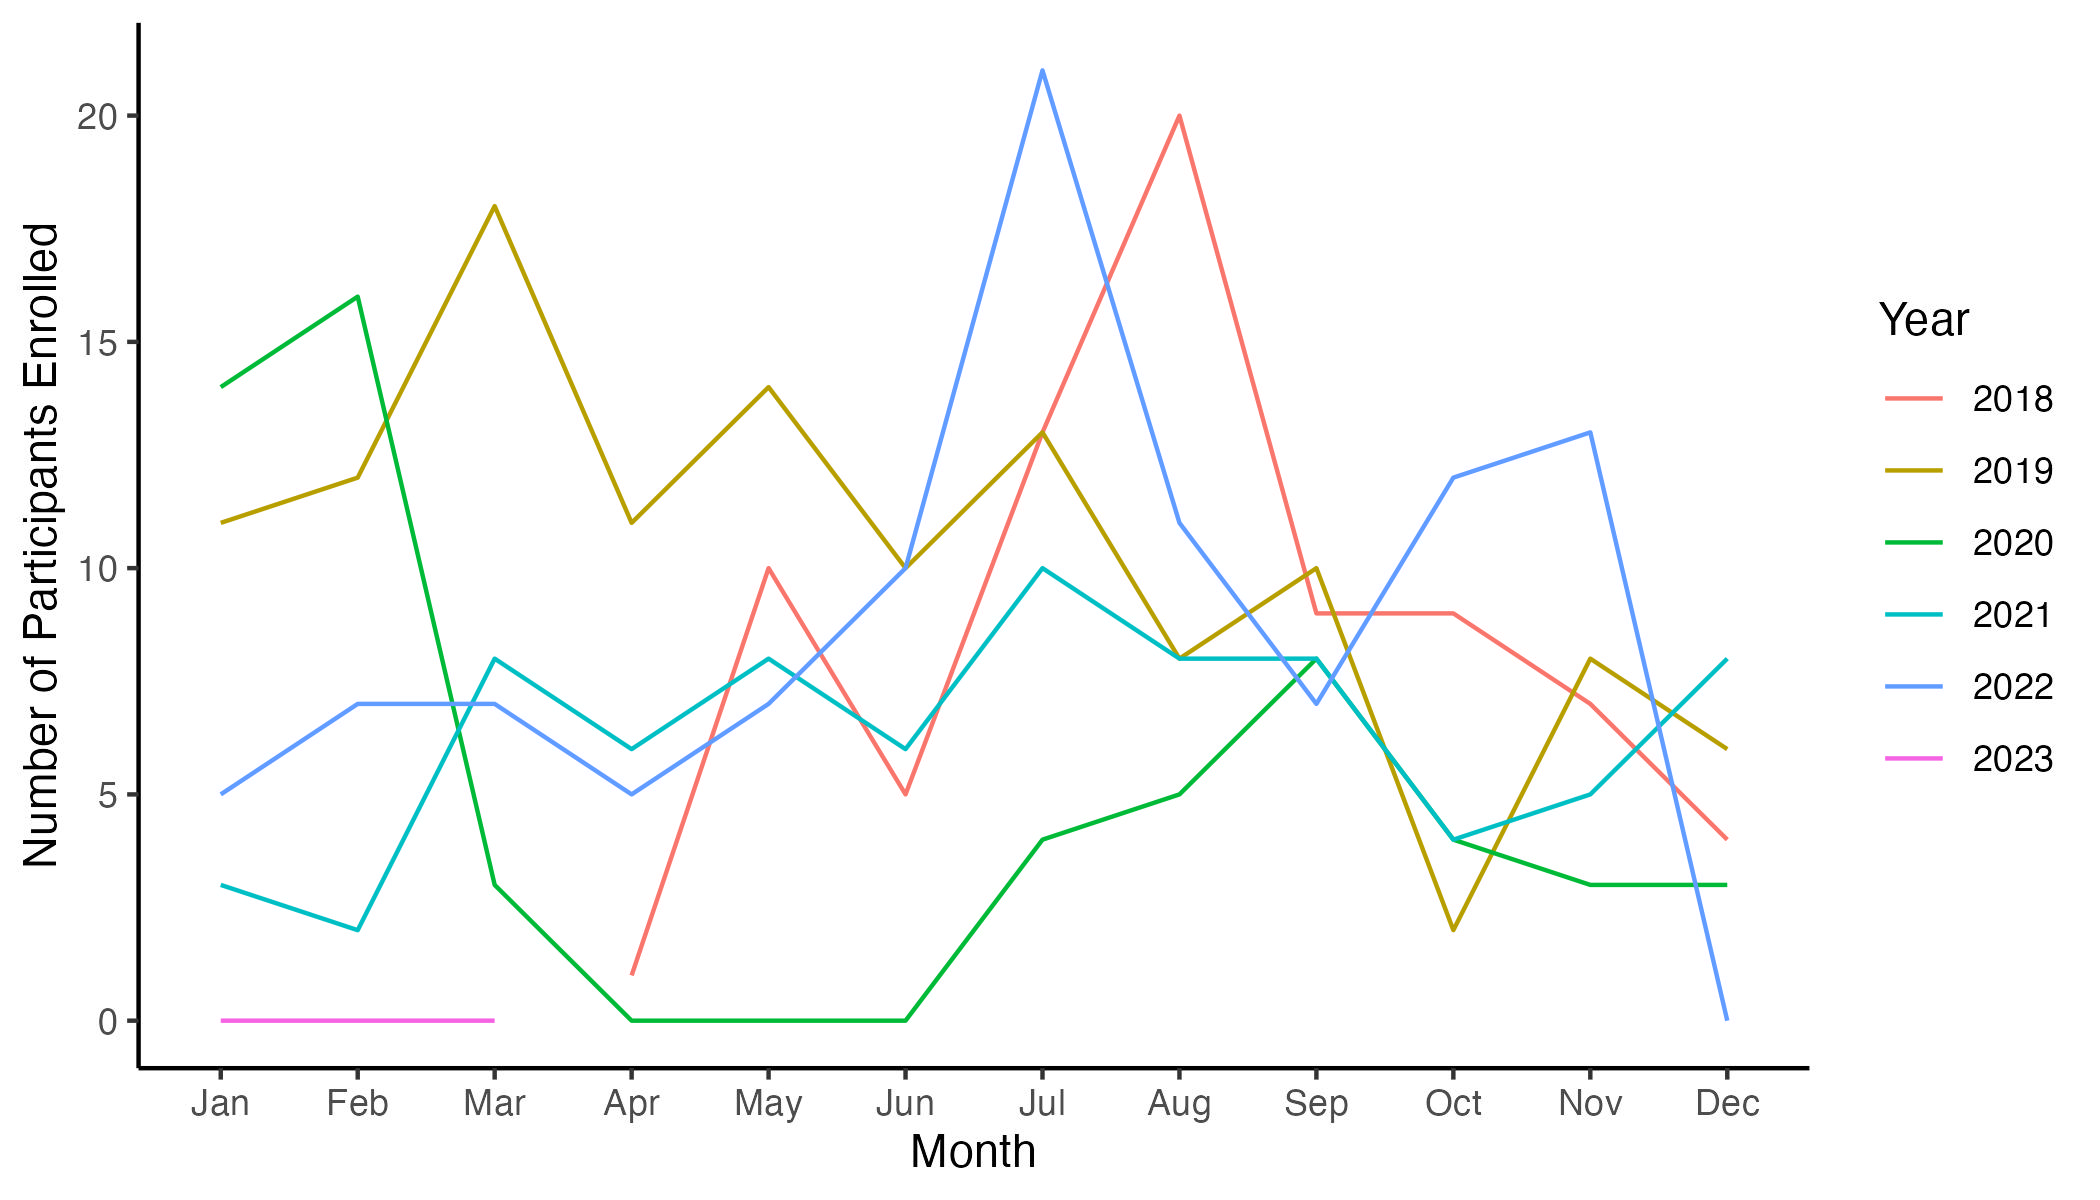 Number of Participants Enrolled
20
15
10
5
0
Jan Feb Mar Apr May Jun Jul Aug Sep Oct Nov Dec
Month
Year
2018
2019
2020
2021
2022
2023